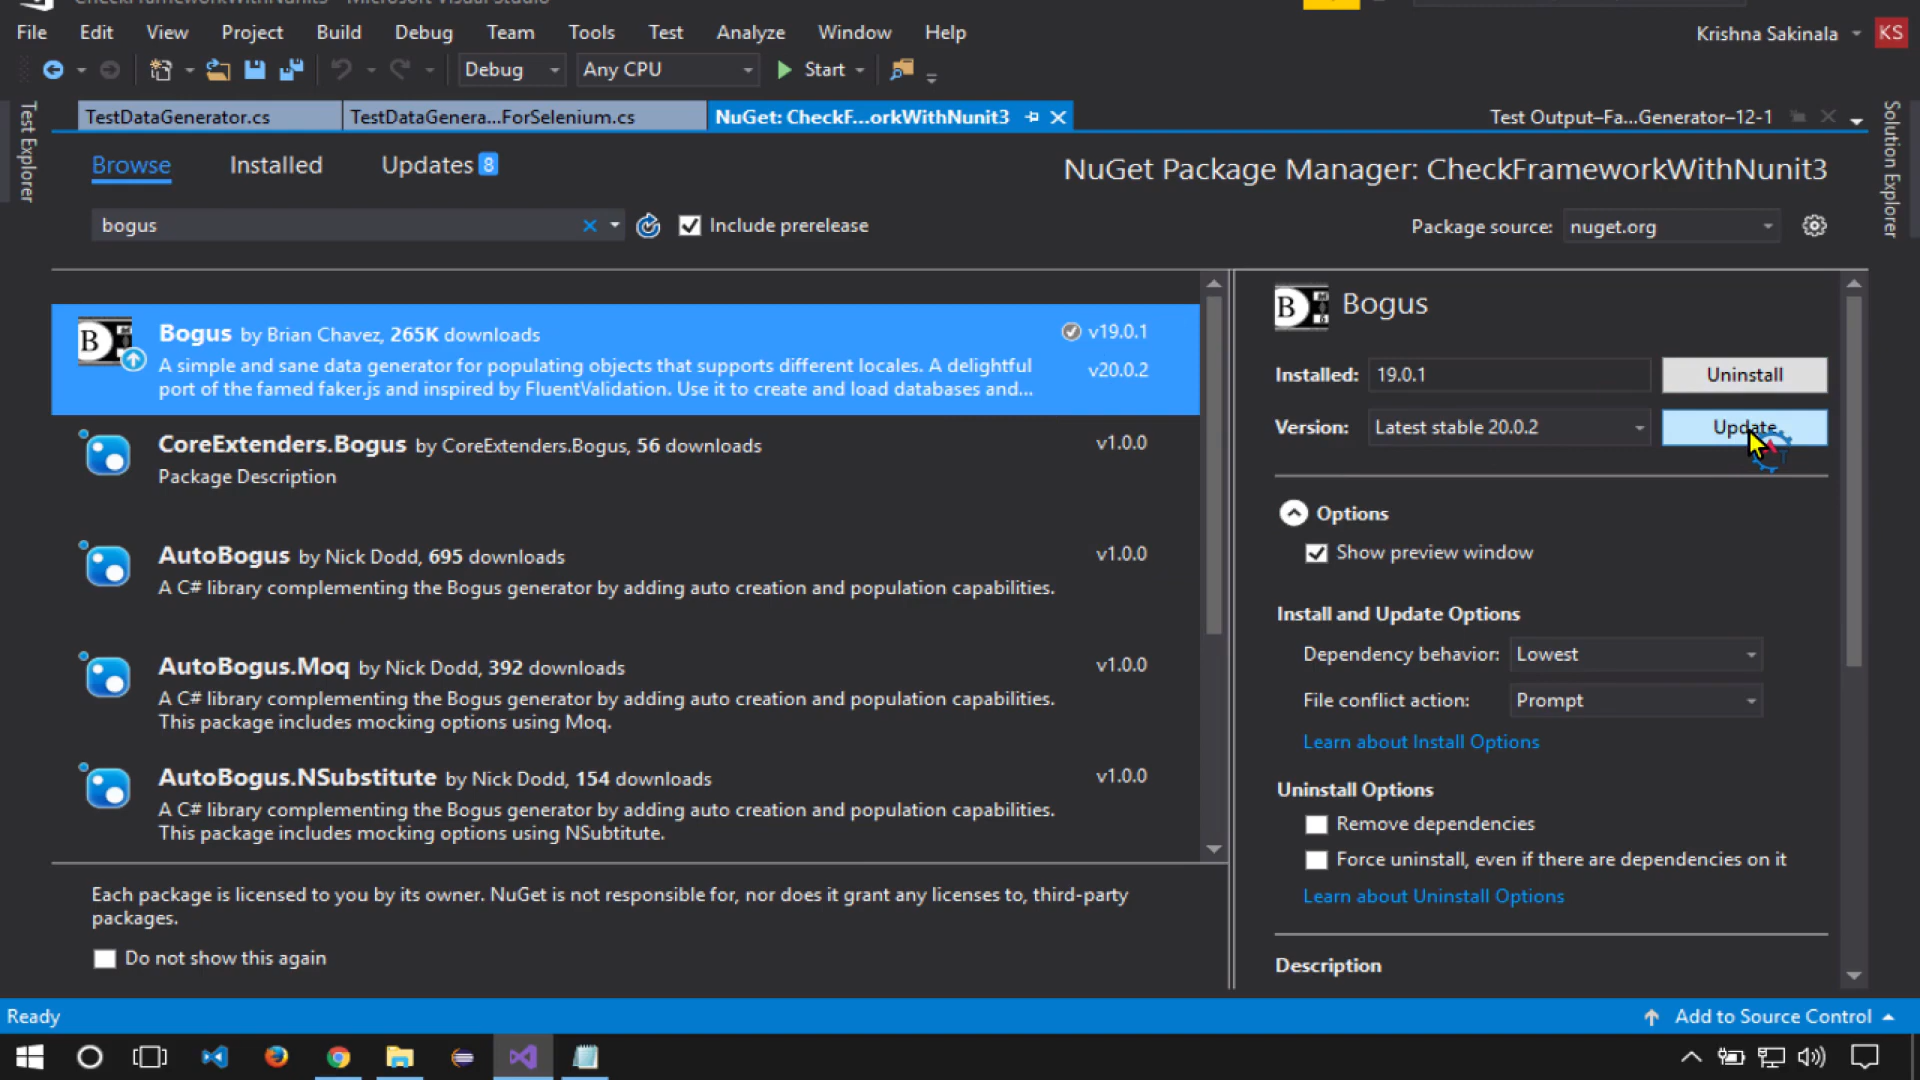 CheckFrameworkWithNunit3 - Microsoft Visual Studio
File Edit View Project Build Debug Team Tools Test Analyze Window Help
Krishna Sakinala KS
Debug Any CPU Start
Test Explorer
TestDataGenerator.cs TestDataGenera...ForSelenium.cs NuGet: CheckF...orkWithNunit3
Test Output–Fa...Generator–12-1
Solution Explorer
Browse Installed Updates 8
NuGet Package Manager: CheckFrameworkWithNunit3
bogus
Include prerelease
Package source: nuget.org
Bogus by Brian Chavez, 265K downloads v19.0.1
A simple and sane data generator for populating objects that supports different locales. A delightful v20.0.2
port of the famed faker.js and inspired by FluentValidation. Use it to create and load databases and...
CoreExtenders.Bogus by CoreExtenders.Bogus, 56 downloads v1.0.0
Package Description
AutoBogus by Nick Dodd, 695 downloads v1.0.0
A C# library complementing the Bogus generator by adding auto creation and population capabilities.
AutoBogus.Moq by Nick Dodd, 392 downloads v1.0.0
A C# library complementing the Bogus generator by adding auto creation and population capabilities.
This package includes mocking options using Moq.
AutoBogus.NSubstitute by Nick Dodd, 154 downloads v1.0.0
A C# library complementing the Bogus generator by adding auto creation and population capabilities.
This package includes mocking options using NSubtitute.
Each package is licensed to you by its owner. NuGet is not responsible for, nor does it grant any licenses to, third-party
packages.
Do not show this again
B Bogus
Installed: 19.0.1 Uninstall
Version: Latest stable 20.0.2 Update
Options
Show preview window
Install and Update Options
Dependency behavior: Lowest
File conflict action: Prompt
Learn about Install Options
Uninstall Options
Remove dependencies
Force uninstall, even if there are dependencies on it
Learn about Uninstall Options
Description
Ready
Add to Source Control